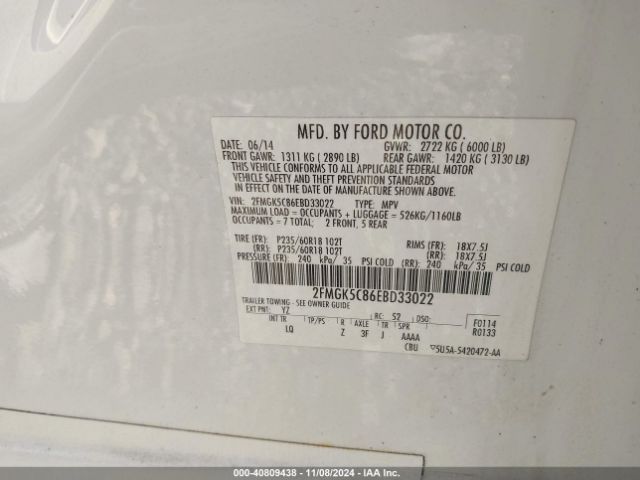 MFD. BY FORD MOTOR CO.
DATE: 06/14 GVWR: 2722 KG ( 6000 LB)
FRONT GAWR: 1311 KG ( 2890 LB) REAR GAWR: 1420 KG ( 3130 LB)
THIS VEHICLE CONFORMS TO ALL APPLICABLE FEDERAL MOTOR
VEHICLE SAFETY AND THEFT PREVENTION STANDARDS IN
EFFECT ON THE DATE OF MANUFACTURE SHOWN ABOVE.
VIN: 2FMGK5C86EBD33022 TYPE: MPV
MAXIMUM LOAD = OCCUPANTS + LUGGAGE = 526KG/1160LB
OCCUPANTS = 7 TOTAL; 2 FRONT, 5 REAR
TIRE (FR): P235/60R18 102T RIMS (FR): 18X7.5J
(RR): P235/60R18 102T (RR): 18X7.5J
PRESSURE (FR): 240 kPa/ 35 PSI COLD (RR): 240 kPa/ 35 PSI COLD
2FMGK5C86EBD33022
TRAILER TOWING - SEE OWNER GUIDE
EXT PNT: YZ RC: 52 DSO: F0114
INT TR TP/PS R AXLE TR SPR R0133
LQ Z 3F J AAAA
CBU 5U5A-5420472-AA
000-40809438 - 11/08/2024 - IAAI.COM